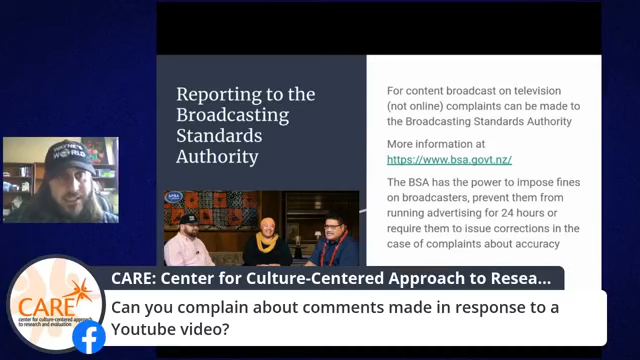 Reporting to the
Broadcasting
Standards
Authority
For content broadcast on television
(not online) complaints can be made to
the Broadcasting Standards Authority
More information at
https://www.bsa.govt.nz/
The BSA has the power to impose fines
on broadcasters, prevent them from
running advertising for 24 hours or
require them to issue corrections in the
case of complaints about accuracy
WAYNE'S
WORLD
CARE: Center for Culture-Centered Approach to Resea...
CARE
center for culture-centered approach
to research and evaluation
Can you complain about comments made in response to a
Youtube video?